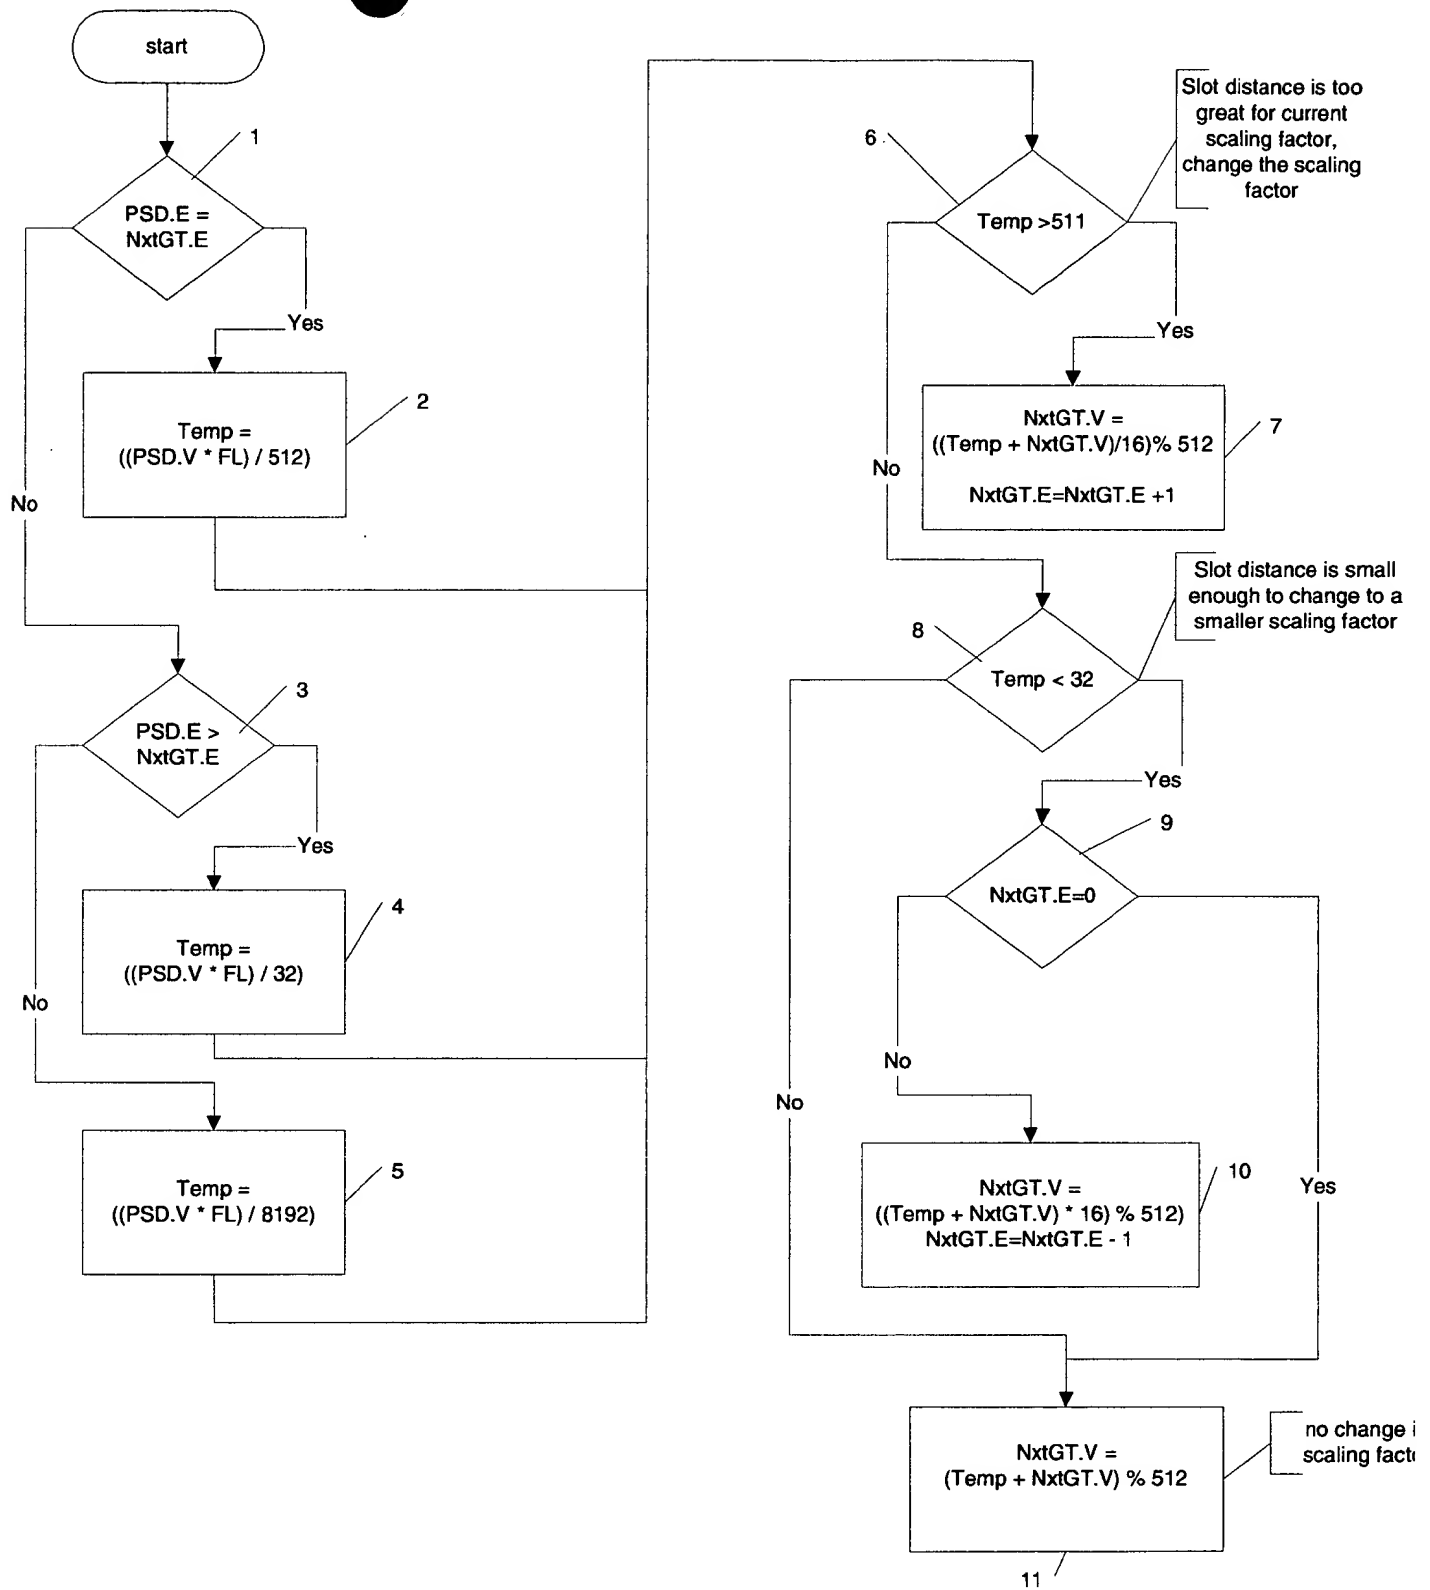 start
1
PSD.E =
NxtGT.E
Yes
2
Temp =
((PSD.V * FL) / 512)
No
3
PSD.E >
NxtGT.E
Yes
4
Temp =
((PSD.V * FL) / 32)
No
5
Temp =
((PSD.V * FL) / 8192)
Slot distance is too
great for current
scaling factor,
change the scaling
factor
6
Temp >511
Yes
7
NxtGT.V =
((Temp + NxtGT.V)/16)% 512
NxtGT.E=NxtGT.E +1
No
Slot distance is small
enough to change to a
smaller scaling factor
8
Temp < 32
Yes
9
NxtGT.E=0
No
No
10
NxtGT.V =
((Temp + NxtGT.V) * 16) % 512)
NxtGT.E=NxtGT.E - 1
Yes
NxtGT.V =
(Temp + NxtGT.V) % 512
no change
scaling
11